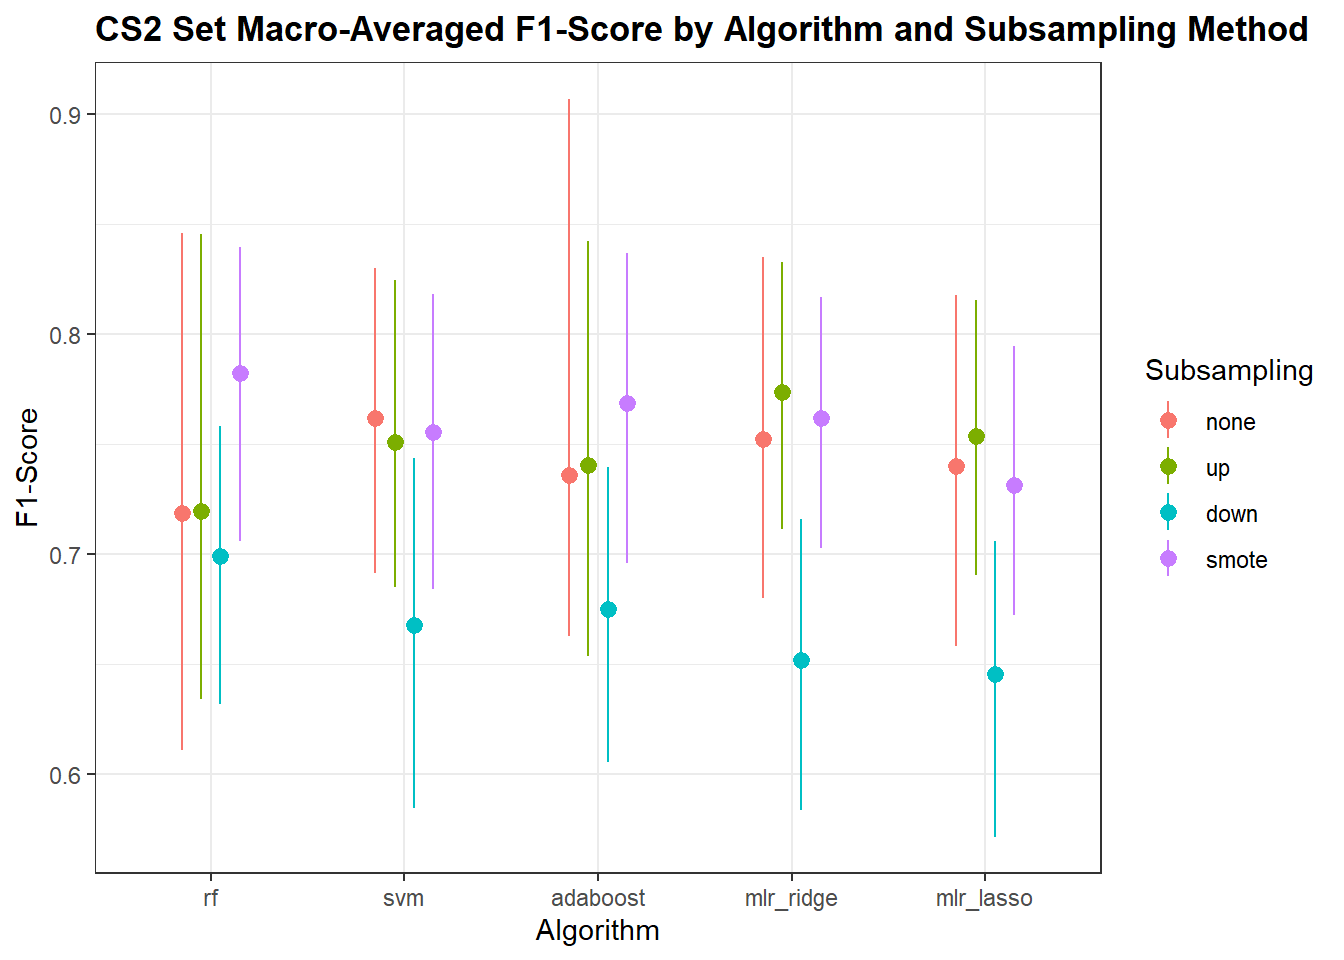 CS2 Set Macro-Averaged F1-Score by Algorithm and Subsampling Method
F1-Score
0.9
0.8
0.7
0.6
rf svm adaboost mlr_ridge mlr_lasso
Algorithm
Subsampling
none
up
down
smote